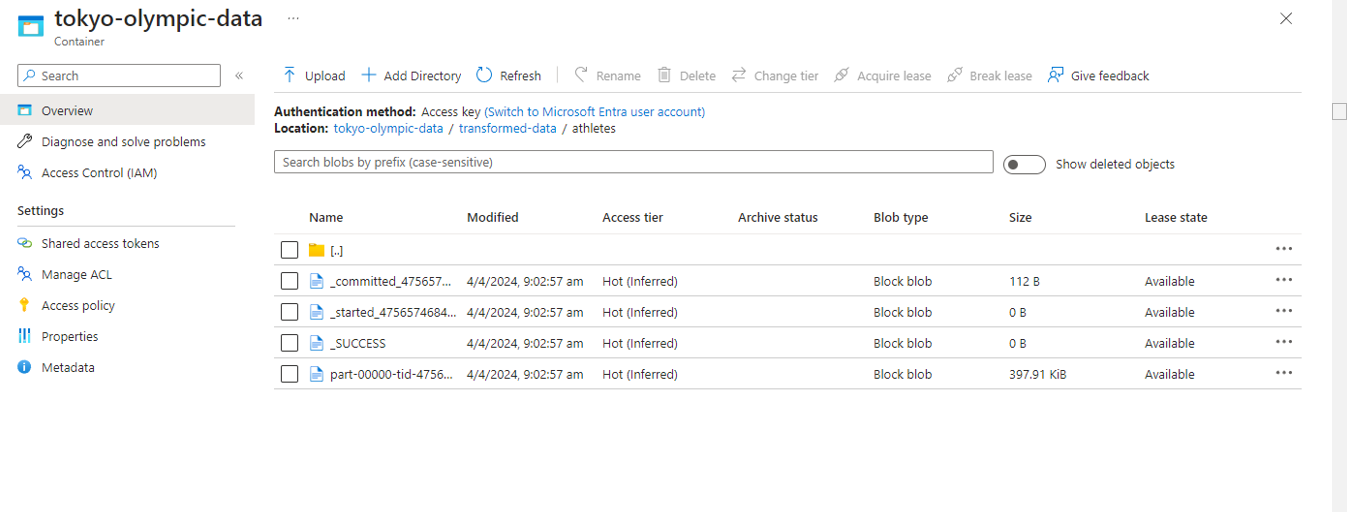 tokyo-olympic-data ...
Container
Search «
Upload Add Directory Refresh Rename Delete Change tier Acquire lease Break lease Give feedback
Overview
Diagnose and solve problems
Access Control (IAM)
Settings
Shared access tokens
Manage ACL
Access policy
Properties
Metadata
Authentication method: Access key (Switch to Microsoft Entra user account)
Location: tokyo-olympic-data / transformed-data / athletes
Search blobs by prefix (case-sensitive) Show deleted objects
Name Modified Access tier Archive status Blob type Size Lease state
[..] ...
_committed_475657... 4/4/2024, 9:02:57 am Hot (Inferred) Block blob 112 B Available ...
_started_4756574684... 4/4/2024, 9:02:57 am Hot (Inferred) Block blob 0 B Available ...
_SUCCESS 4/4/2024, 9:02:57 am Hot (Inferred) Block blob 0 B Available ...
part-00000-tid-4756... 4/4/2024, 9:02:57 am Hot (Inferred) Block blob 397.91 KiB Available ...